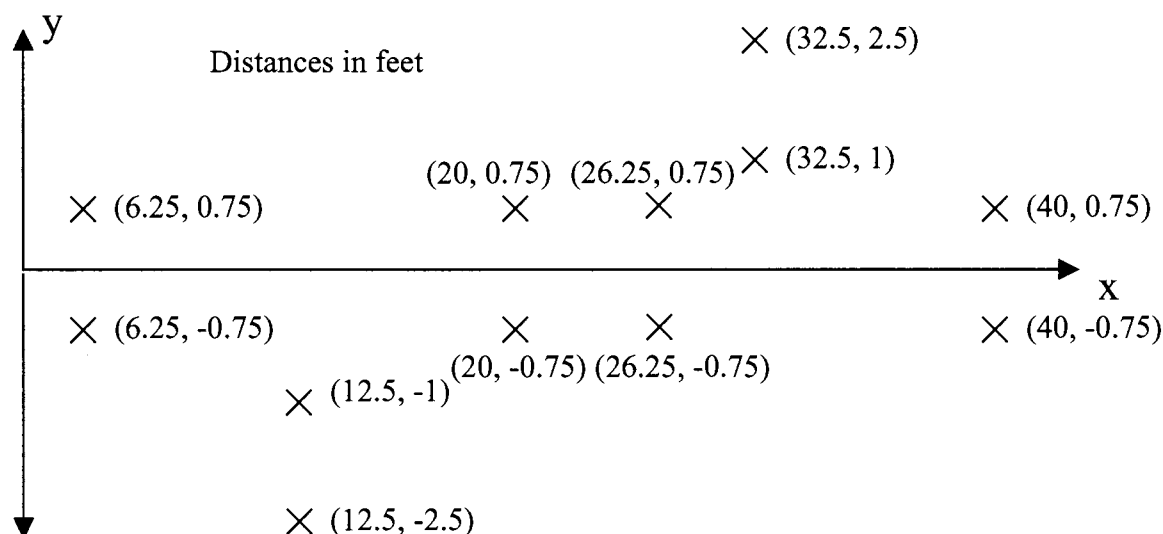 y
Distances in feet
(32.5, 2.5)
(32.5, 1)
(20, 0.75) (26.25, 0.75)
(6.25, 0.75)
(40, 0.75)
x
(6.25, -0.75)
(40, -0.75)
(20, -0.75) (26.25, -0.75)
(12.5, -1)
(12.5, -2.5)